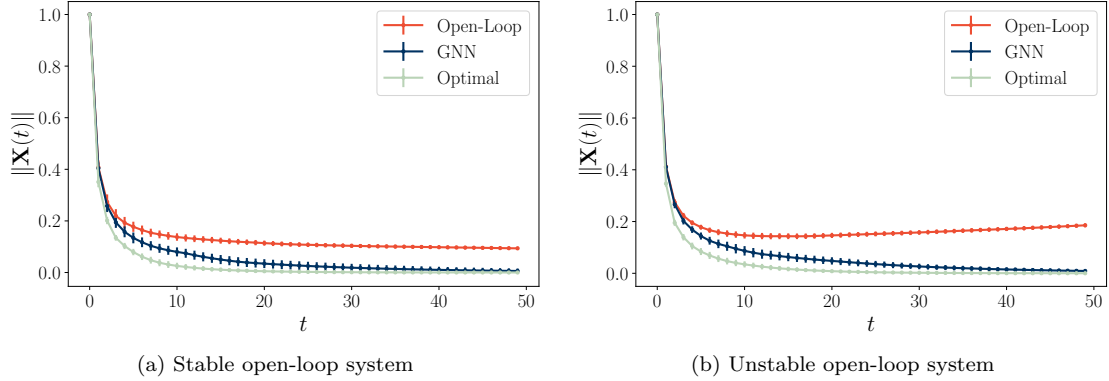 1.0
0.8
0.6
0.4
0.2
0.0
‖X(t)‖
0 10 20 30 40 50
t
Open-Loop
GNN
Optimal
(a) Stable open-loop system
1.0
0.8
0.6
0.4
0.2
0.0
‖X(t)‖
0 10 20 30 40 50
t
Open-Loop
GNN
Optimal
(b) Unstable open-loop system